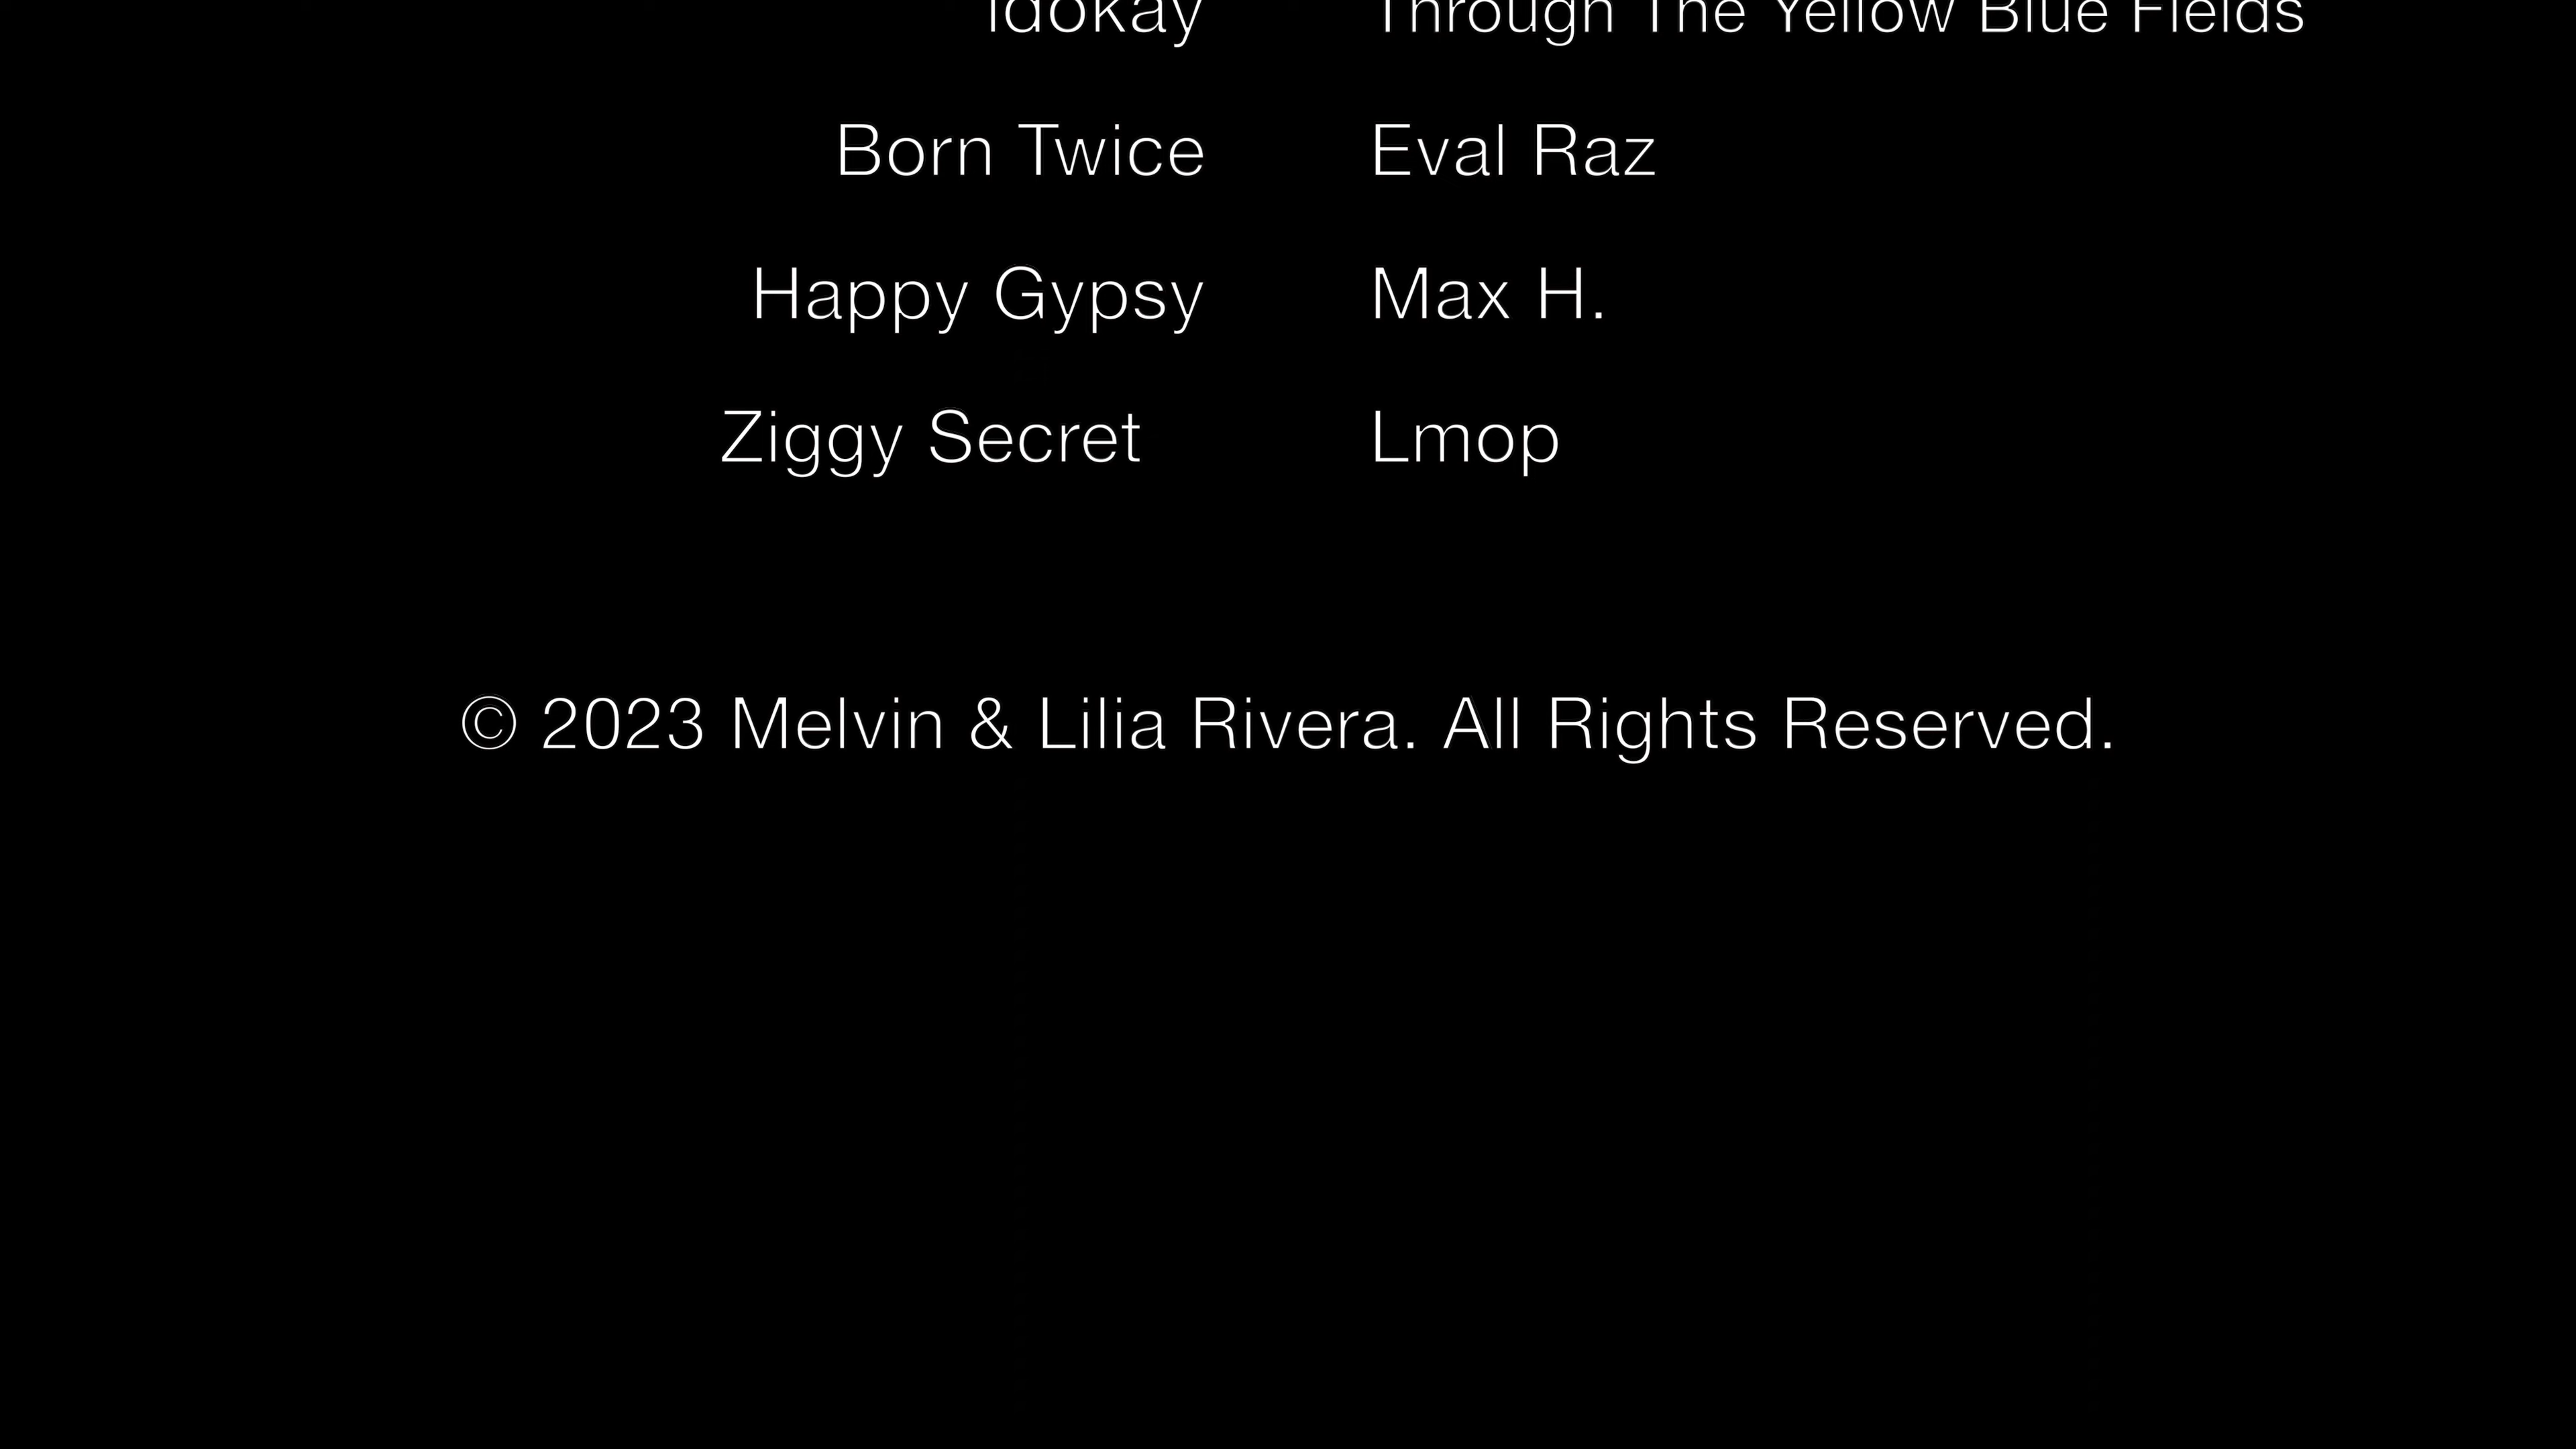 Idokay Through The Yellow Blue Fields
Born Twice Eval Raz
Happy Gypsy Max H.
Ziggy Secret Lmop
© 2023 Melvin & Lilia Rivera. All Rights Reserved.